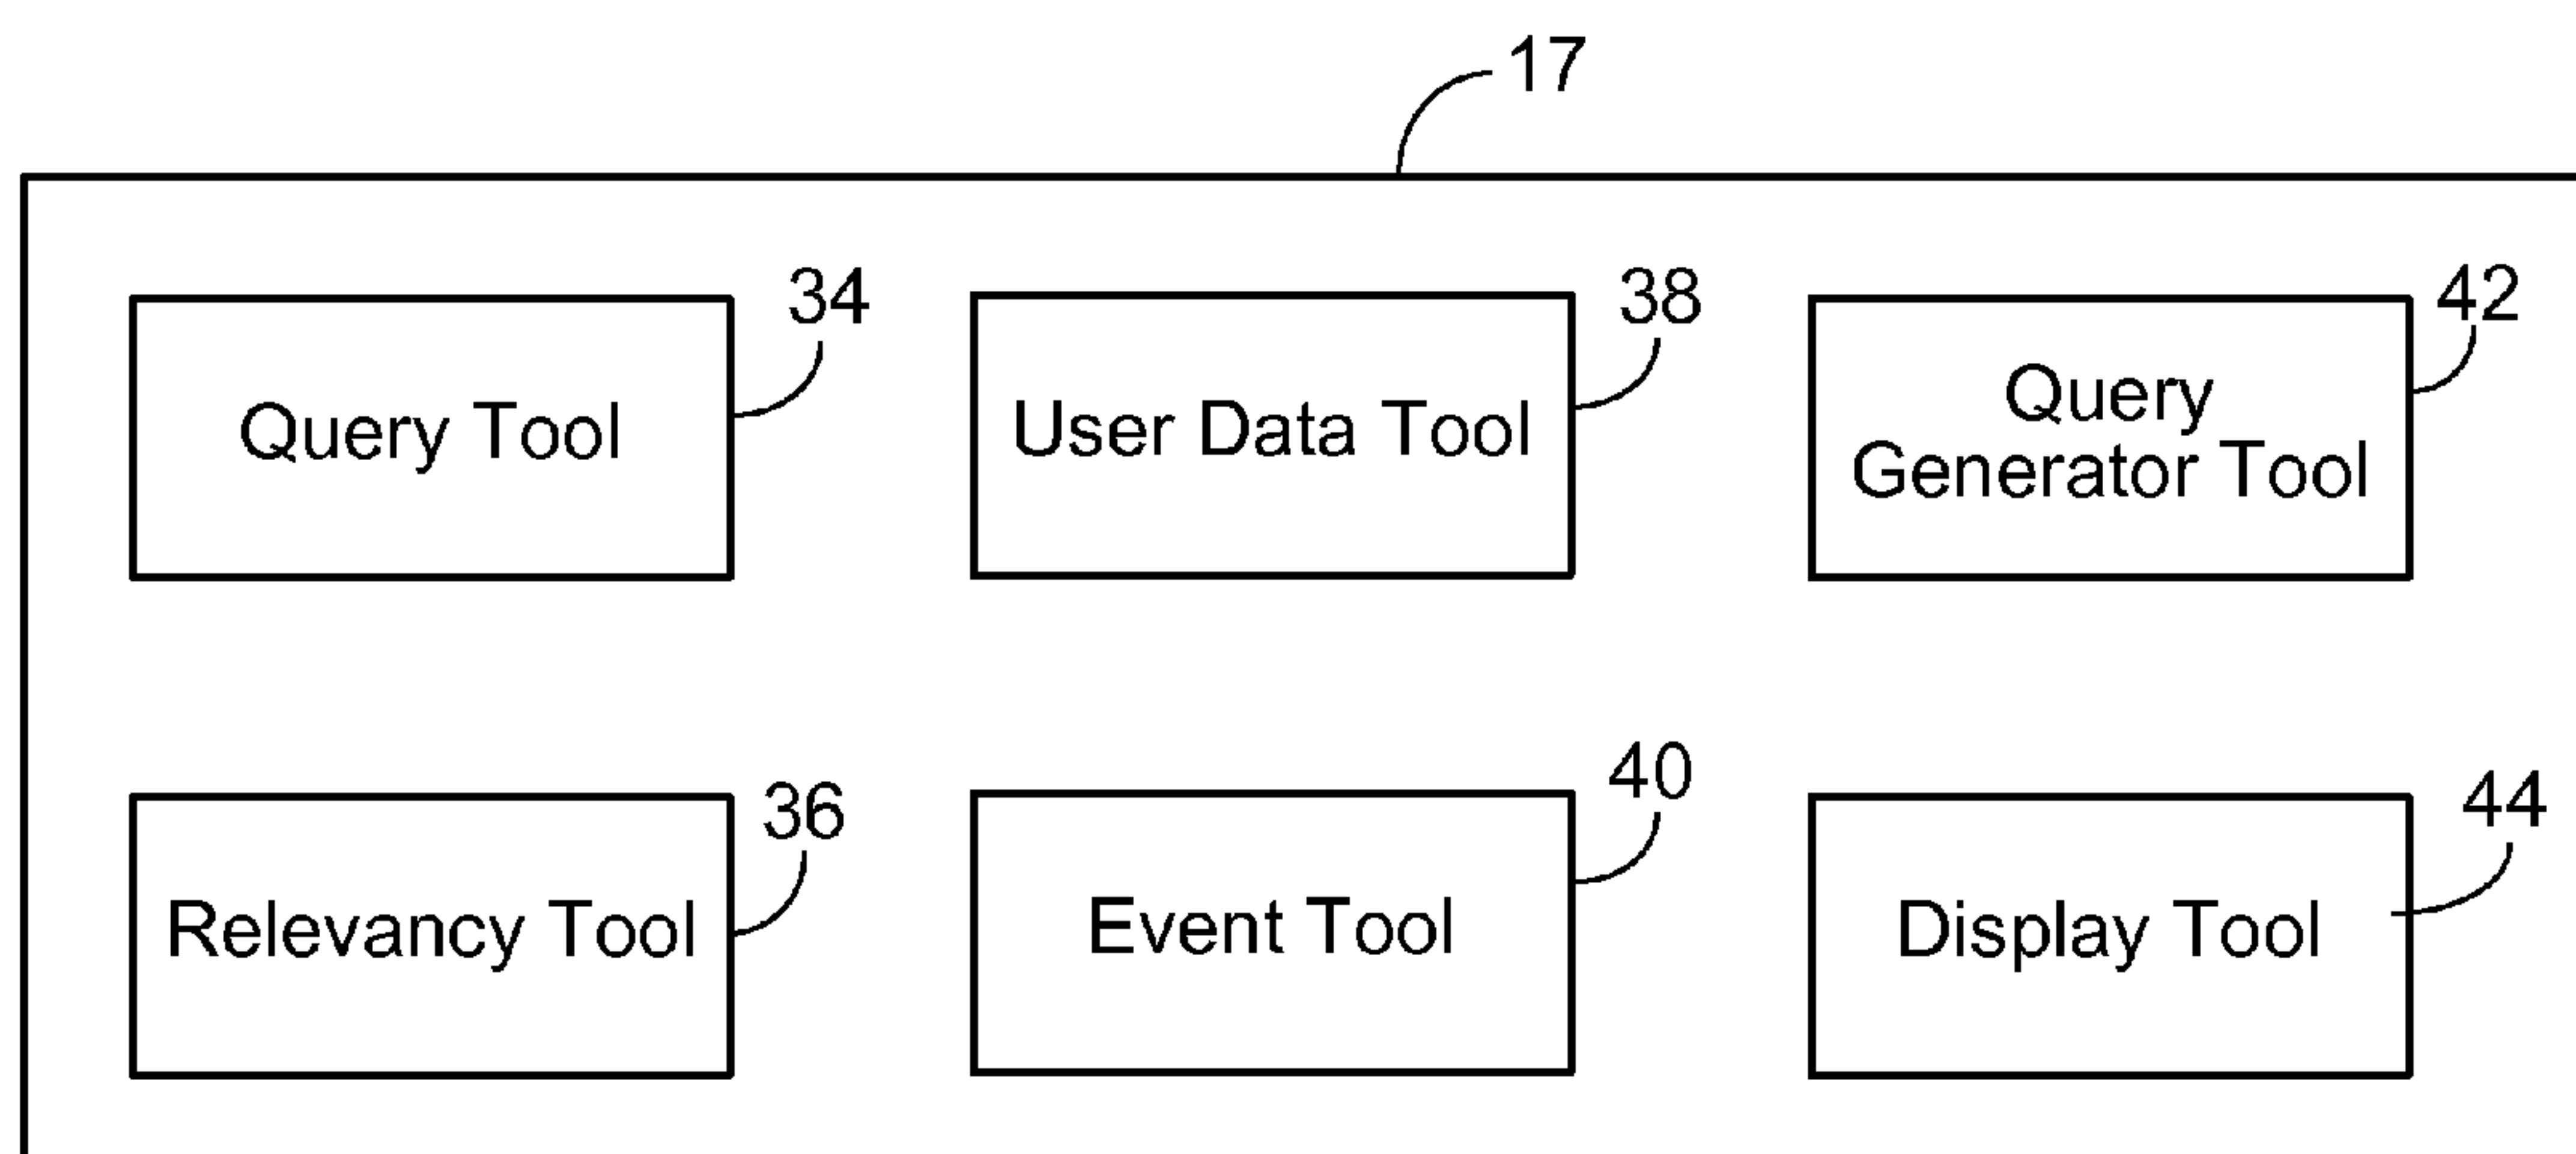 17
34
Query Tool
38
User Data Tool
42
Query
Generator Tool
36
Relevancy Tool
40
Event Tool
44
Display Tool